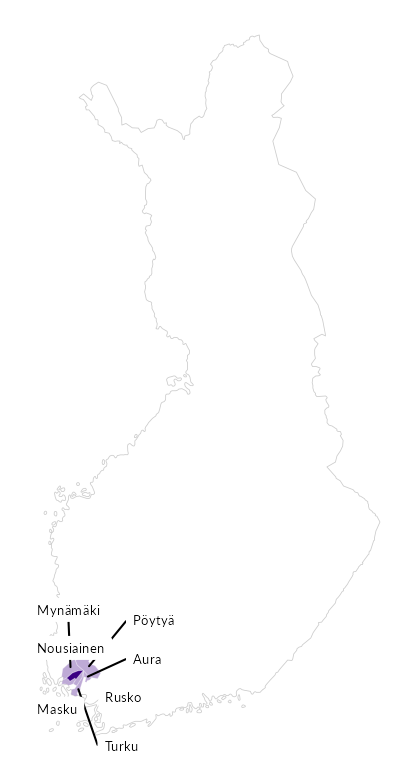 Mynämäki
Pöytyä
Nousiainen
Aura
Rusko
Masku
Turku